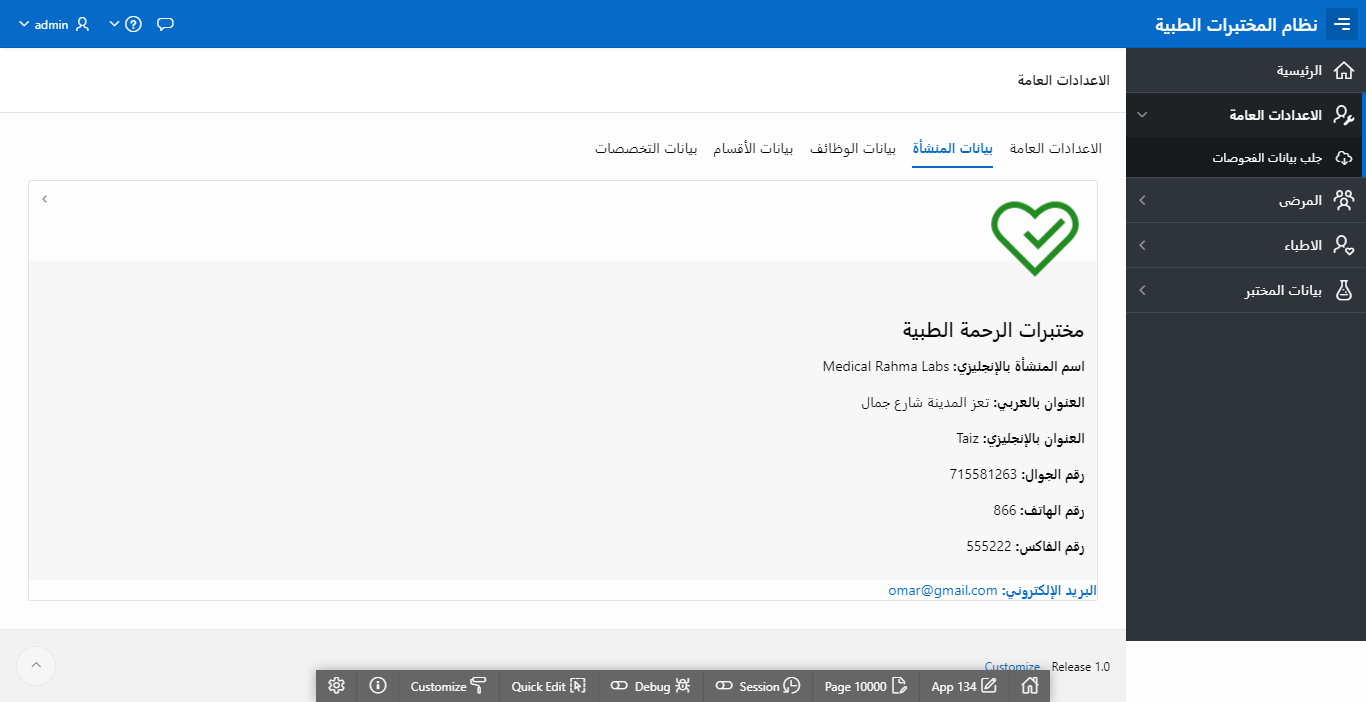 نظام المختبرات الطبية
admin
الرئيسية
الاعدادات العامة
جلب بيانات الفحوصات
المرضى
الاطباء
بيانات المختبر
الاعدادات العامة
الاعدادات العامة بيانات المنشأة بيانات الوظائف بيانات الأقسام بيانات التخصصات
مختبرات الرحمة الطبية
اسم المنشأة بالإنجليزي: Medical Rahma Labs
العنوان بالعربي: تعز المدينة شارع جمال
العنوان بالإنجليزي: Taiz
رقم الجوال: 715581263
رقم الهاتف: 866
رقم الفاكس: 555222
البريد الإلكتروني: omar@gmail.com
Release 1.0 Customize
App 134 Page 10000 Session Debug Quick Edit Customize